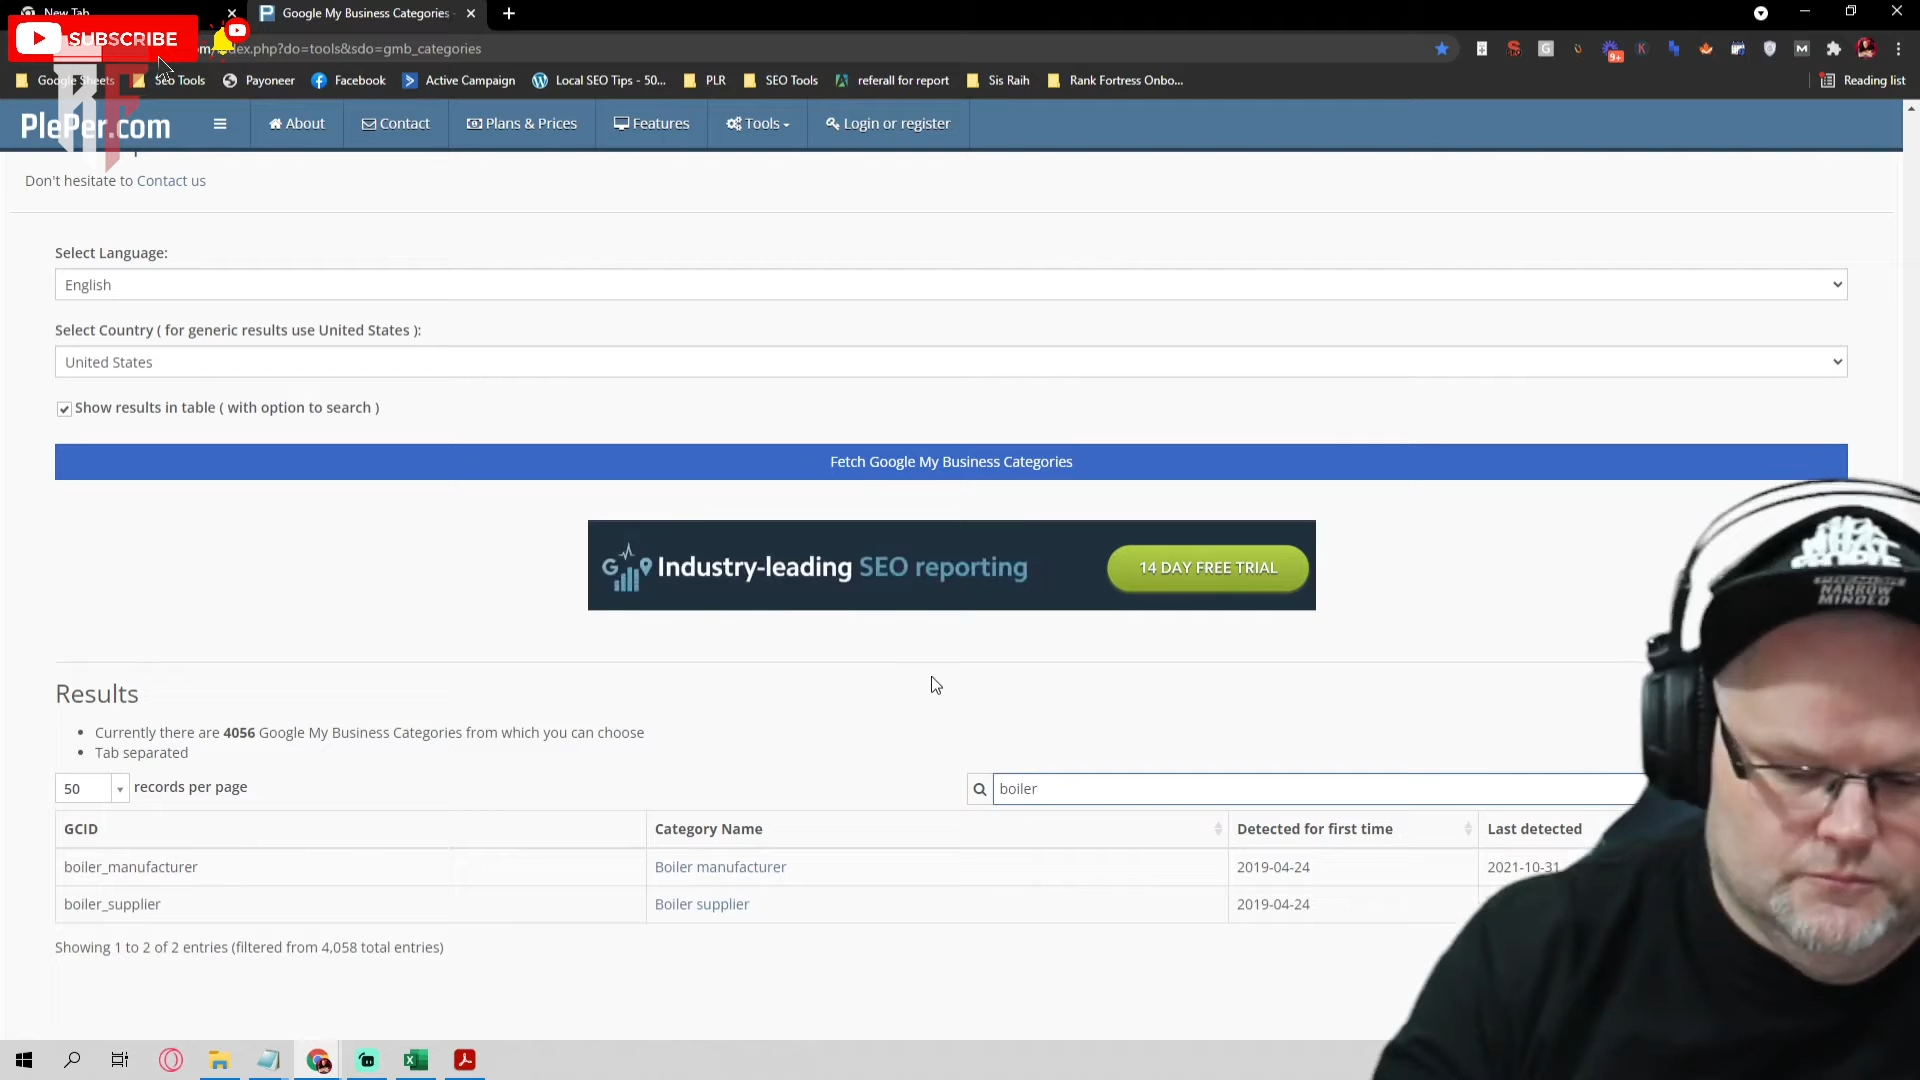 New Tab
Google My Business Categories -
SUBSCRIBE
index.php?do=tools&sdo=gmb_categories
Google Sheets
Seo Tools
Payoneer
Facebook
Active Campaign
Local SEO Tips - 50...
PLR
SEO Tools
referall for report
Sis Raih
Rank Fortress Onbo...
Reading list
PlePer.com
About
Contact
Plans & Prices
Features
Tools
Login or register
Don't hesitate to Contact us
Select Language:
English
Select Country ( for generic results use United States ):
United States
Show results in table ( with option to search )
Fetch Google My Business Categories
Industry-leading SEO reporting
14 DAY FREE TRIAL
Results
Currently there are 4056 Google My Business Categories from which you can choose
Tab separated
50 records per page
boiler
GCID Category Name Detected for first time Last detected
boiler_manufacturer Boiler manufacturer 2019-04-24 2021-10-31
boiler_supplier Boiler supplier 2019-04-24
Showing 1 to 2 of 2 entries (filtered from 4,058 total entries)
NARROW
MINDED